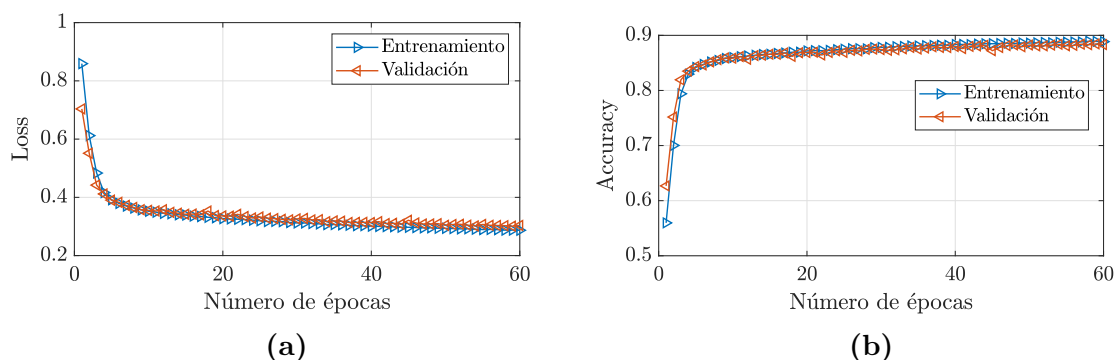 1
0.8
0.6
0.4
0.2
Loss
0
20
40
60
Número de épocas
Entrenamiento
Validación
(a)
0.9
0.8
0.7
0.6
0.5
Accuracy
0
20
40
60
Número de épocas
Entrenamiento
Validación
(b)